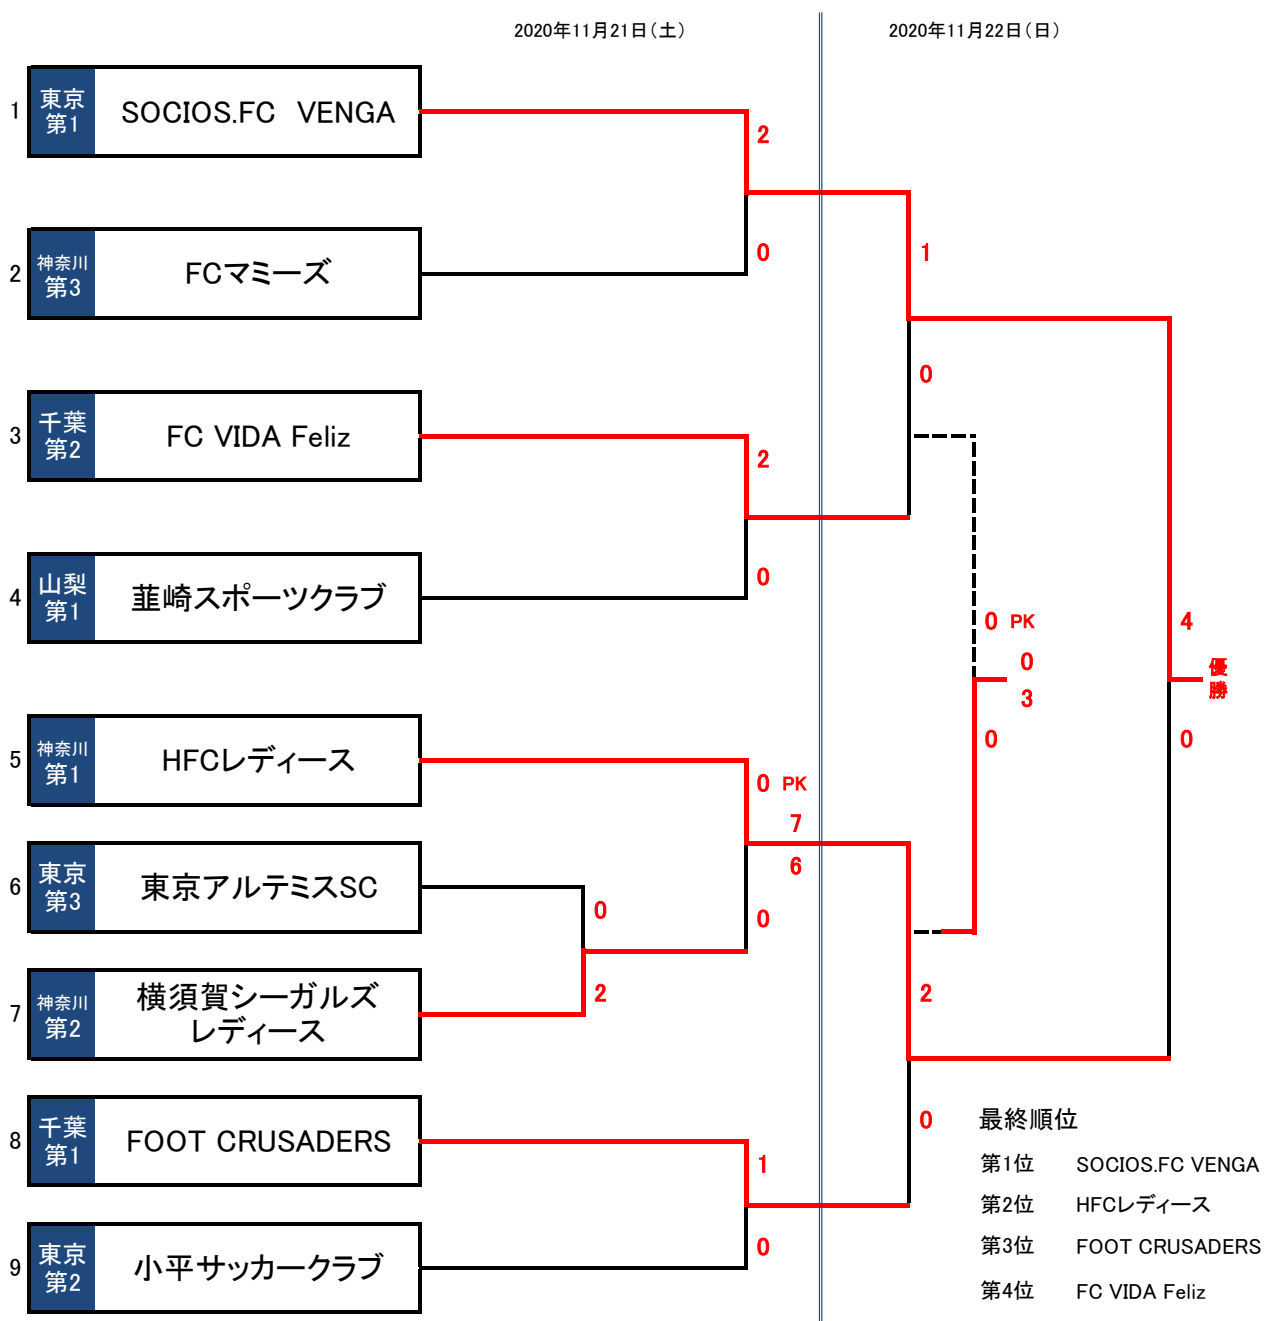 2020年11月21日(土)
2020年11月22日(日)
1
東京
第1
SOCIOS.FC　VENGA
2
1
0
2
神奈川
第3
FCマミーズ
0
3
千葉
第2
FC VIDA Feliz
2
4
山梨
第1
韮崎スポーツクラブ
0
0 PK
0
3
0
4
優
勝
0
5
神奈川
第1
HFCレディース
0 PK
7
6
6
東京
第3
東京アルテミスSC
0
0
7
神奈川
第2
横須賀シーガルズ
レディース
2
2
8
千葉
第1
FOOT CRUSADERS
1
0
9
東京
第2
小平サッカークラブ
0
最終順位
第1位 SOCIOS.FC VENGA
第2位 HFCレディース
第3位 FOOT CRUSADERS
第4位 FC VIDA Feliz